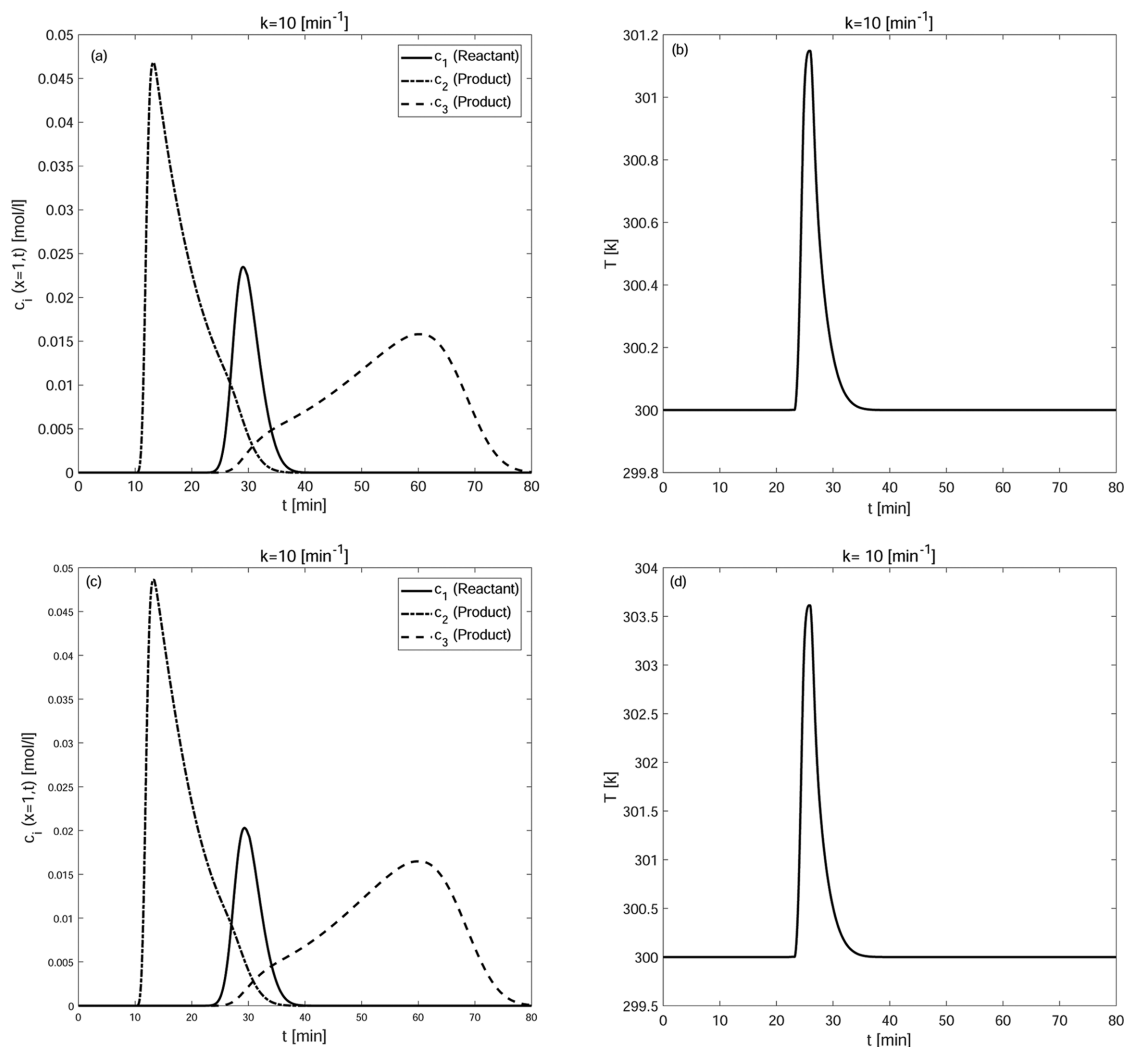 k=10 [min⁻¹]
(a)
c₁ (Reactant)
c₂ (Product)
c₃ (Product)
0.05
0.045
0.04
0.035
0.03
0.025
0.02
0.015
0.01
0.005
0
cᵢ (x=1,t) [mol/l]
0 10 20 30 40 50 60 70 80
t [min]
k=10 [min⁻¹]
(b)
301.2
301
300.8
300.6
300.4
300.2
300
299.8
T [k]
0 10 20 30 40 50 60 70 80
t [min]
k=10 [min⁻¹]
(c)
c₁ (Reactant)
c₂ (Product)
c₃ (Product)
0.05
0.045
0.04
0.035
0.03
0.025
0.02
0.015
0.01
0.005
0
cᵢ (x=1,t) [mol/l]
0 10 20 30 40 50 60 70 80
t [min]
k= 10 [min⁻¹]
(d)
304
303.5
303
302.5
302
301.5
301
300.5
300
299.5
T [k]
0 10 20 30 40 50 60 70 80
t [min]